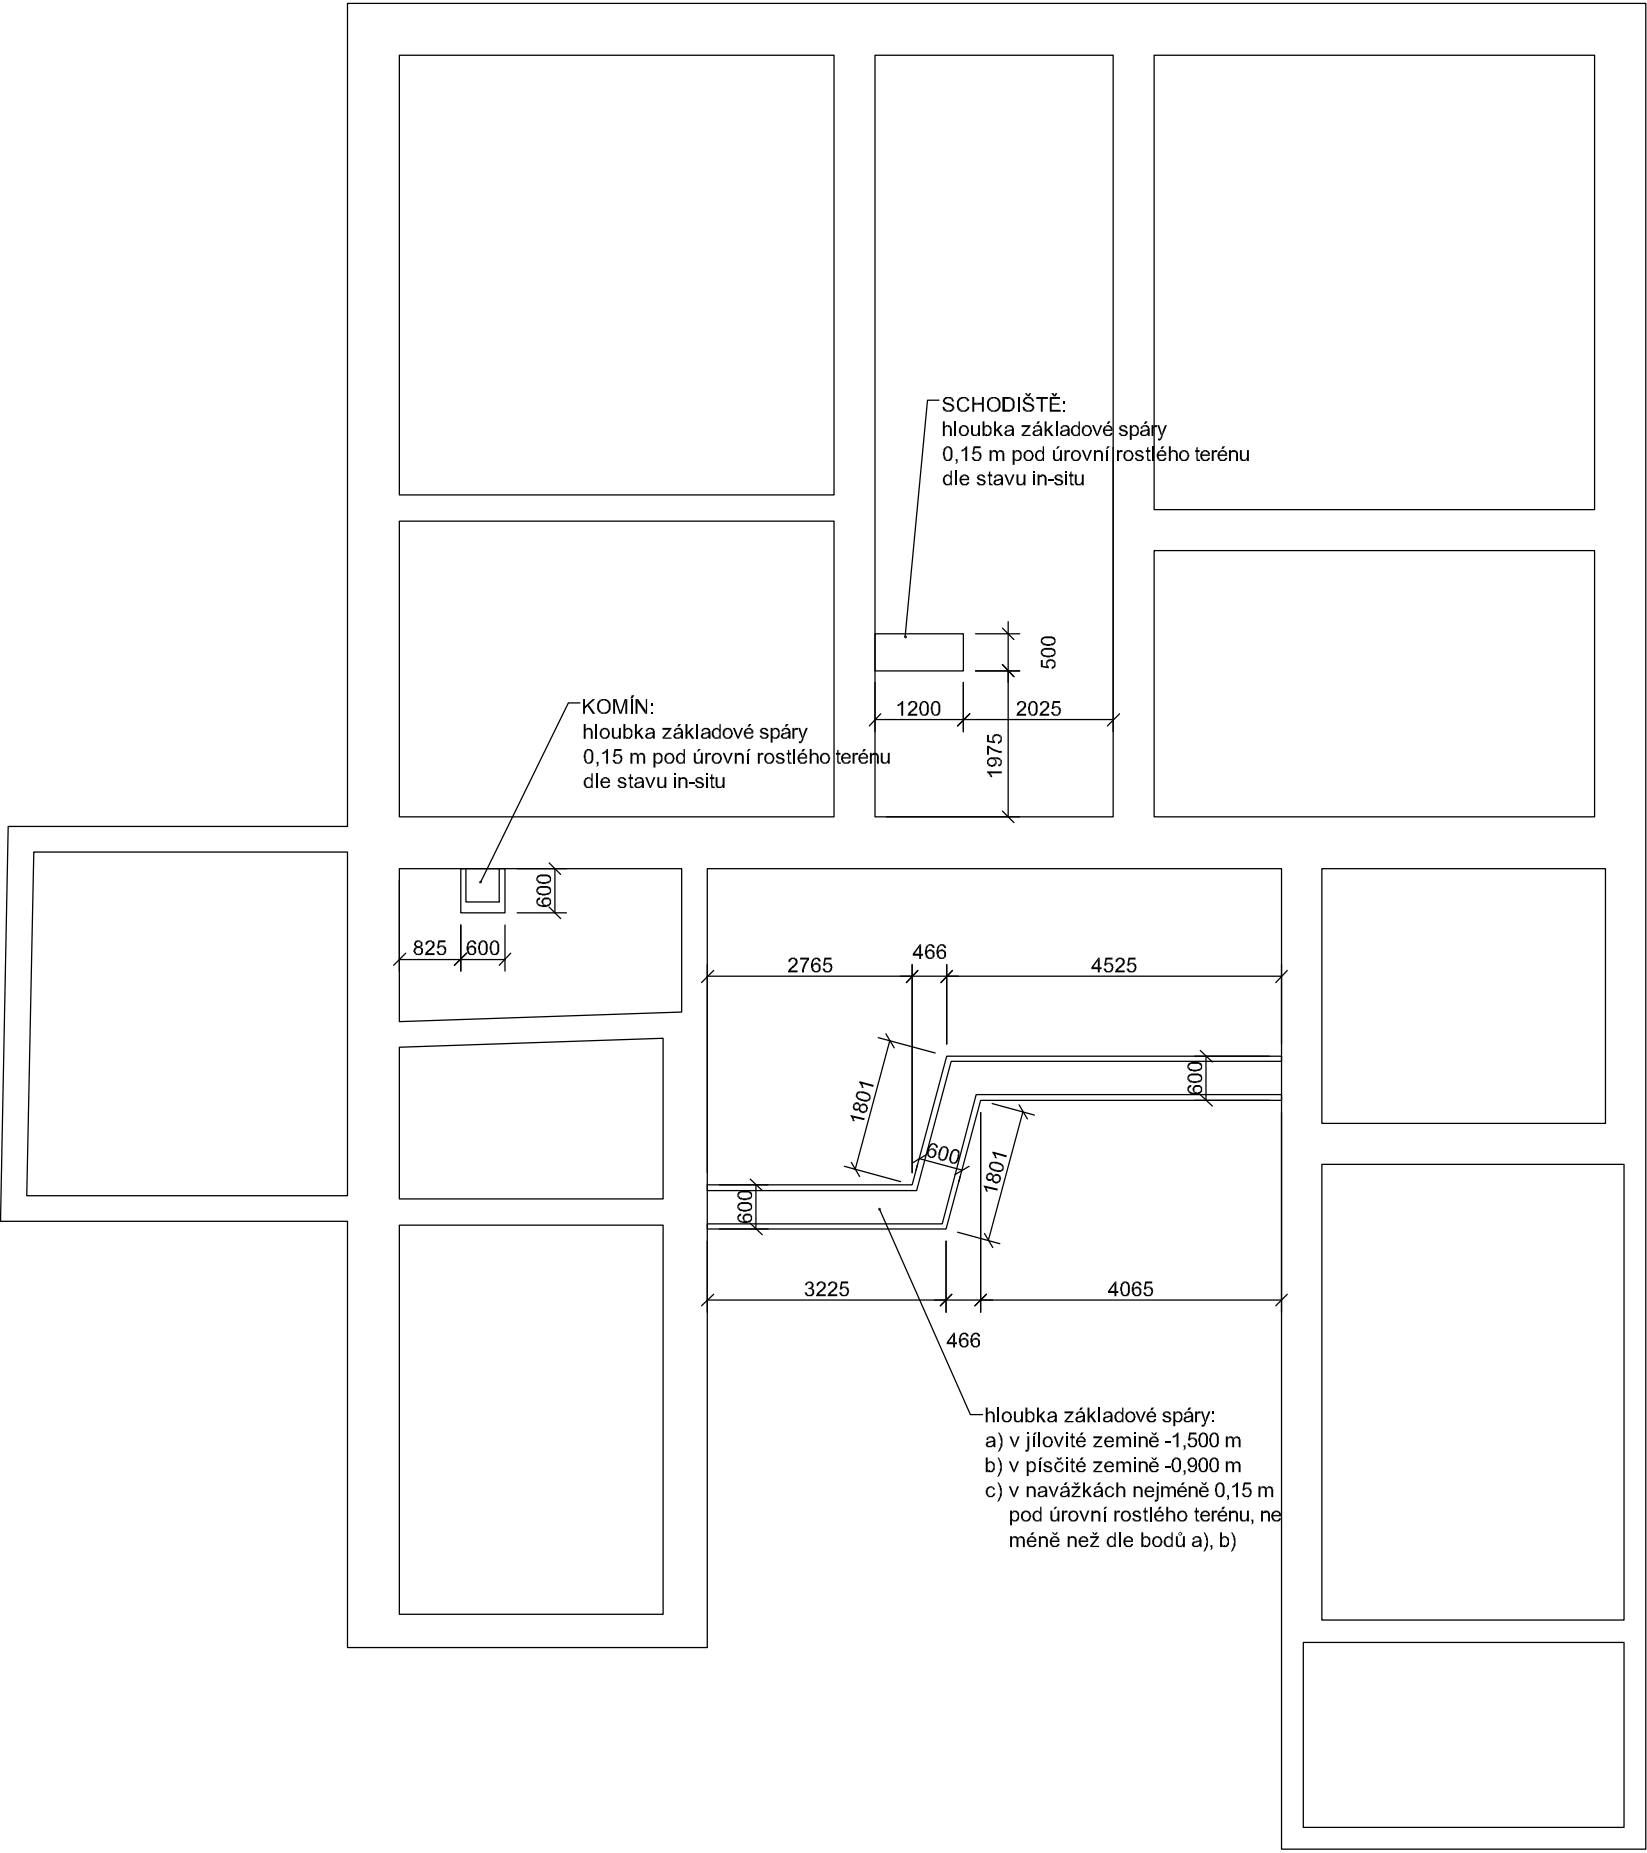 SCHODIŠTĚ:
hloubka základové spáry
0,15 m pod úrovní rostlého terénu
dle stavu in-situ
500
1200
2025
1975
KOMÍN:
hloubka základové spáry
0,15 m pod úrovní rostlého terénu
dle stavu in-situ
600
825
600
466
2765
4525
1801
600
600
1801
600
3225
4065
466
hloubka základové spáry:
a) v jílovité zemině -1,500 m
b) v písčité zemině -0,900 m
c) v navážkách nejméně 0,15 m
pod úrovní rostlého terénu, ne
méně než dle bodů a), b)